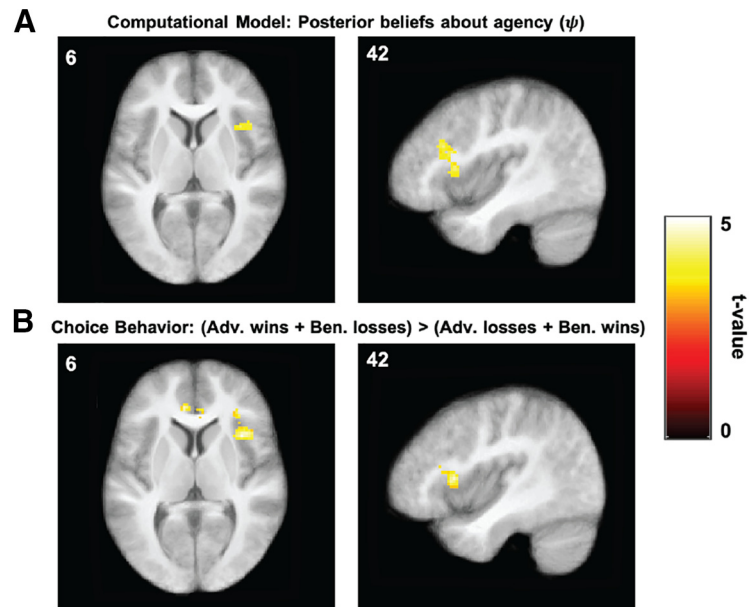 A
Computational Model: Posterior beliefs about agency (ψ)
6
42
B
Choice Behavior: (Adv. wins + Ben. losses) > (Adv. losses + Ben. wins)
6
42
5
t-value
0